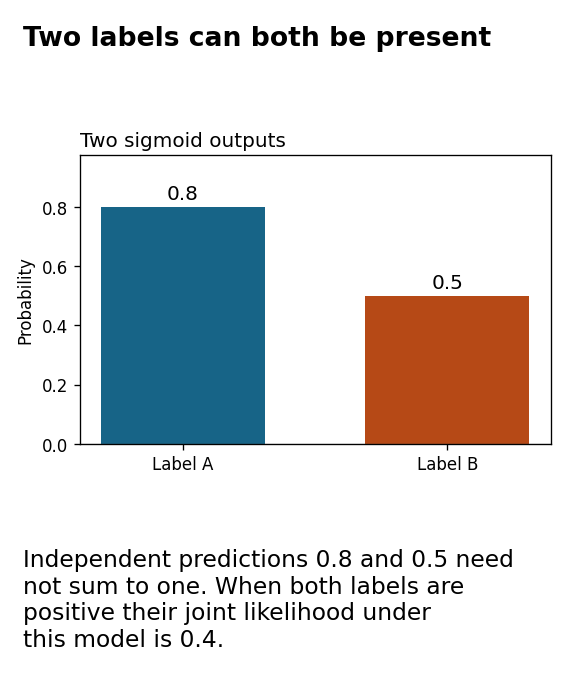 Two labels can both be present
Two sigmoid outputs
0.8
0.5
0.8
0.6
0.4
0.2
0.0
Probability
Label A
Label B
Independent predictions 0.8 and 0.5 need
not sum to one. When both labels are
positive their joint likelihood under
this model is 0.4.